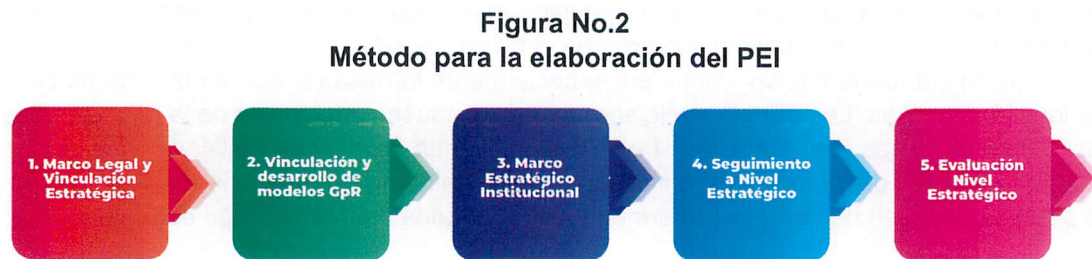 Figura No.2
Método para la elaboración del PEI
1. Marco Legal y
Vinculación
Estratégica
2. Vinculación y
desarrollo de
modelos GpR
3. Marco
Estratégico
Institucional
4. Seguimiento
a Nivel
Estratégico
5. Evaluación
Nivel
Estratégico